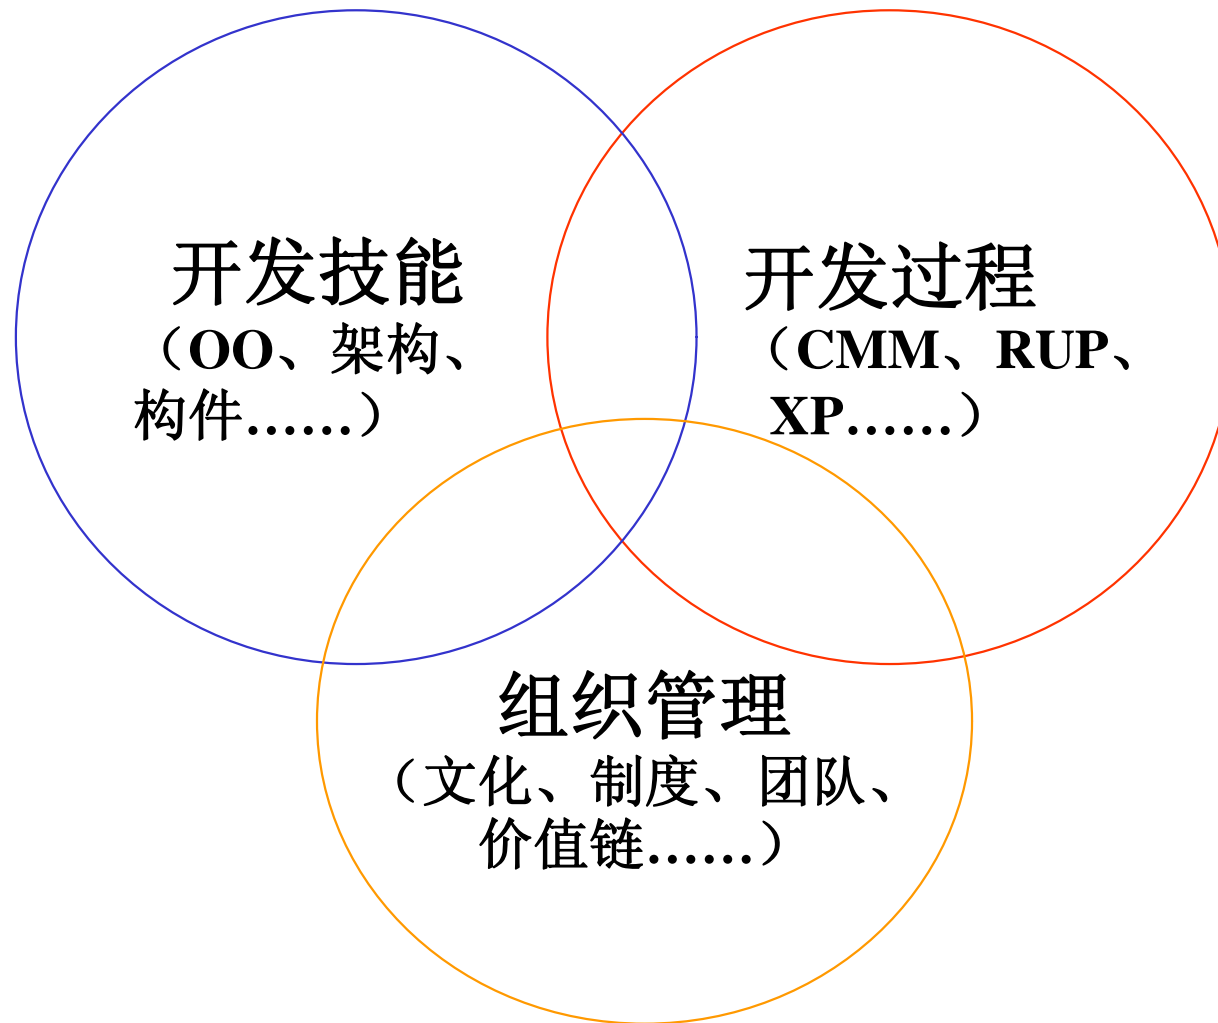 开发技能
（OO、架构、
构件……）
开发过程
（CMM、RUP、
XP……）
组织管理
（文化、制度、团队、
价值链……）